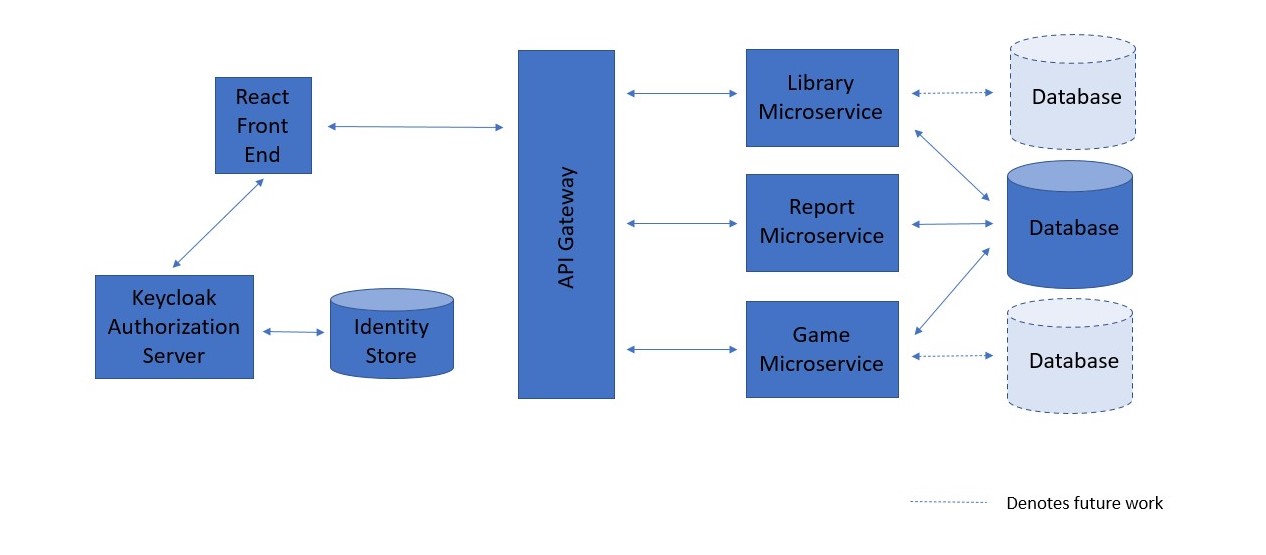 React
Front
End
Keycloak
Authorization
Server
Identity
Store
API Gateway
Library
Microservice
Report
Microservice
Game
Microservice
Database
Database
Database
Denotes future work